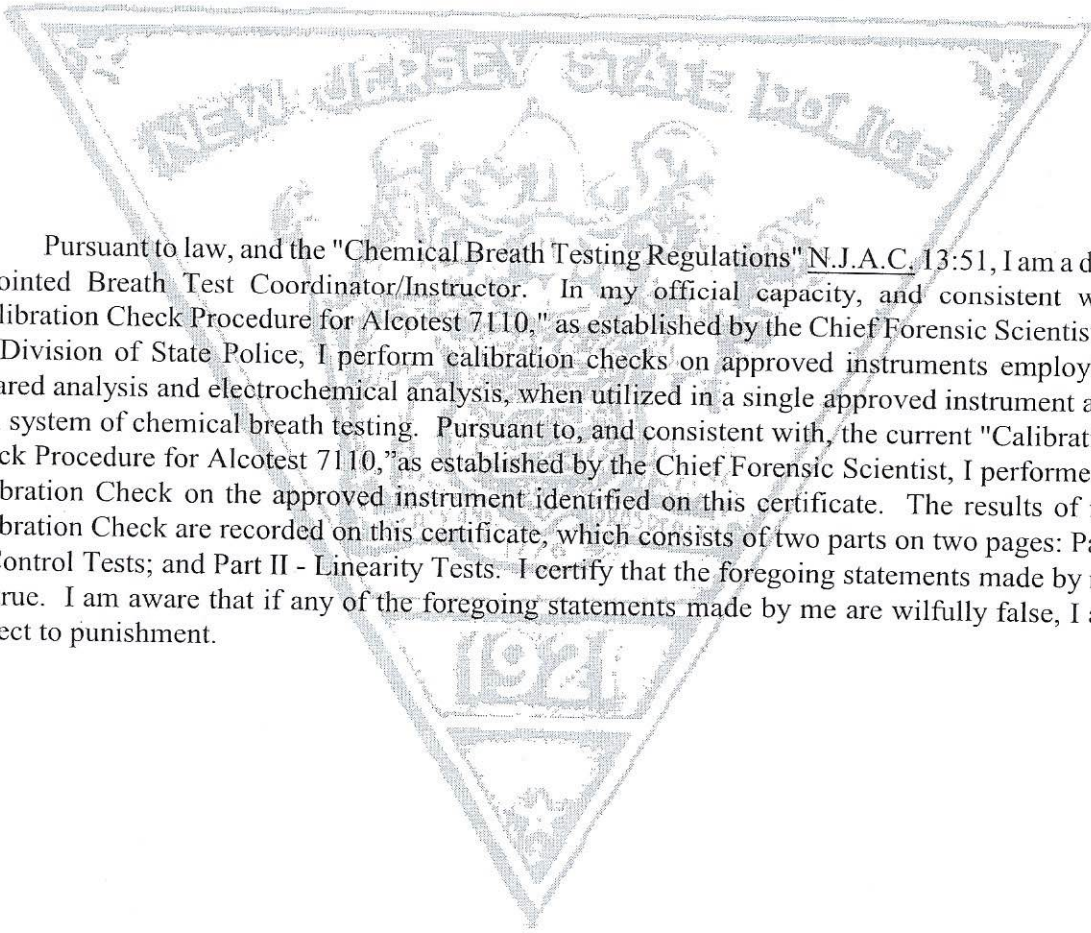 NEW JERSEY STATE POLICE
Pursuant to law, and the "Chemical Breath Testing Regulations" N.J.A.C. 13:51, I am a d
ointed Breath Test Coordinator/Instructor. In my official capacity, and consistent w
libration Check Procedure for Alcotest 7110," as established by the Chief Forensic Scientis
Division of State Police, I perform calibration checks on approved instruments employ
ared analysis and electrochemical analysis, when utilized in a single approved instrument a
system of chemical breath testing. Pursuant to, and consistent with, the current "Calibrat
ck Procedure for Alcotest 7110,"as established by the Chief Forensic Scientist, I performe
bration Check on the approved instrument identified on this certificate. The results of
bration Check are recorded on this certificate, which consists of two parts on two pages: Pa
Control Tests; and Part II - Linearity Tests. I certify that the foregoing statements made by
rue. I am aware that if any of the foregoing statements made by me are wilfully false, I a
ect to punishment.
1921